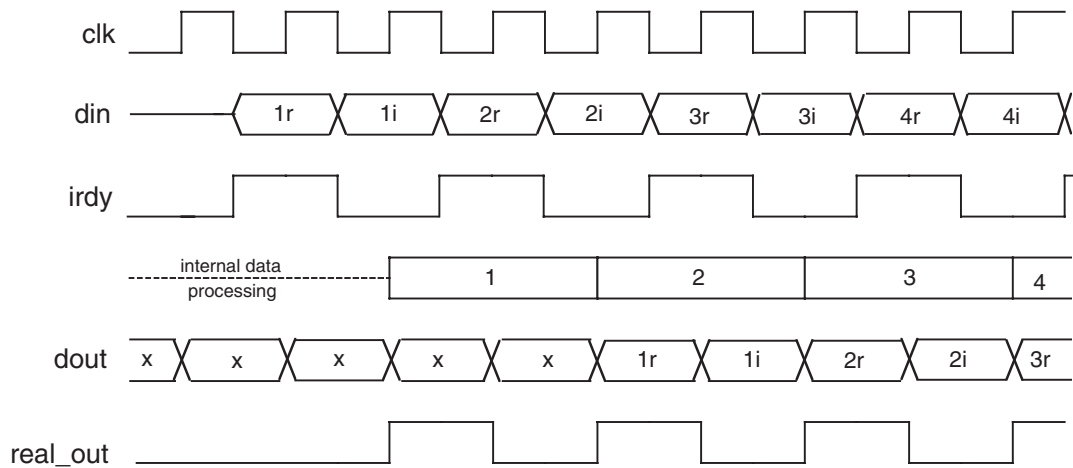 clk
din 1r 1i 2r 2i 3r 3i 4r 4i
irdy
internal data
processing
1 2 3 4
dout x x x x x 1r 1i 2r 2i 3r
real_out